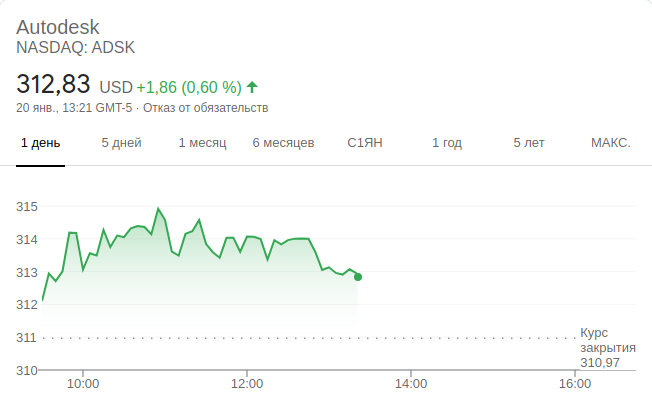 Autodesk
NASDAQ: ADSK
312,83 USD +1,86 (0,60 %)
20 янв., 13:21 GMT-5 · Отказ от обязательств
1 день 5 дней 1 месяц 6 месяцев С1ЯН 1 год 5 лет МАКС.
315
314
313
312
311
310
Курс
закрытия
310,97
10:00 12:00 14:00 16:00